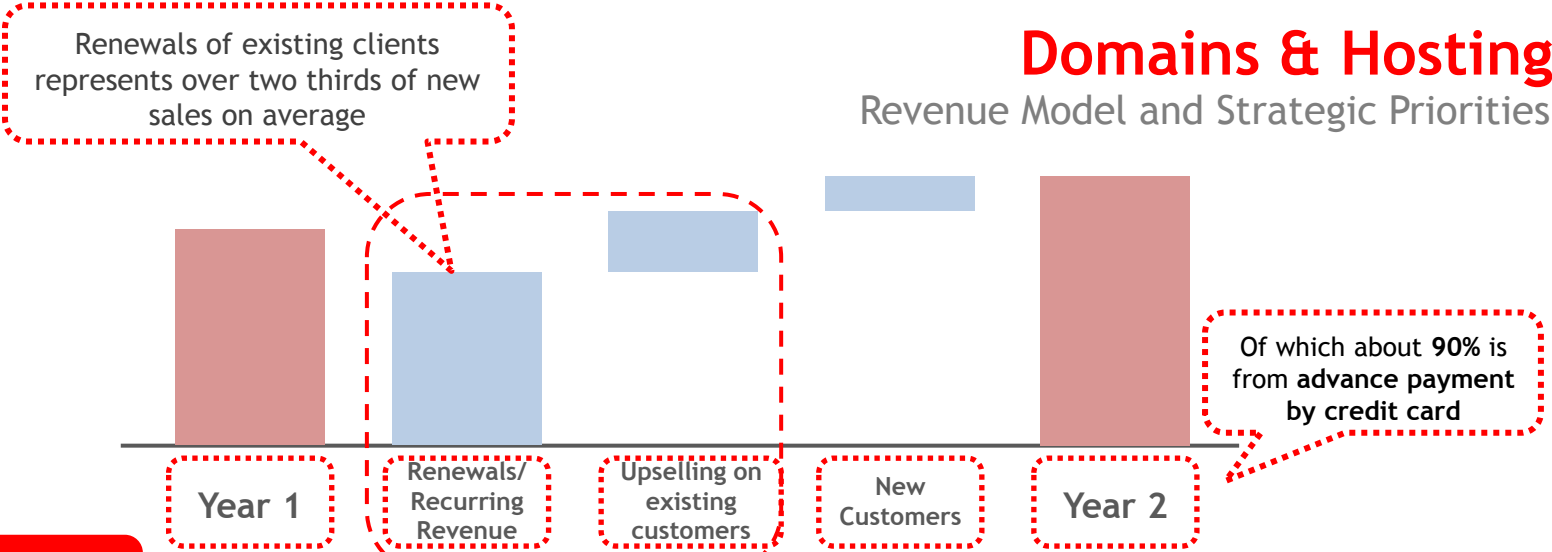 Domains & Hosting
Revenue Model and Strategic Priorities
Renewals of existing clients
represents over two thirds of new
sales on average
Of which about 90% is
from advance payment
by credit card
Year 1
Renewals/
Recurring
Revenue
Upselling on
existing
customers
New
Customers
Year 2